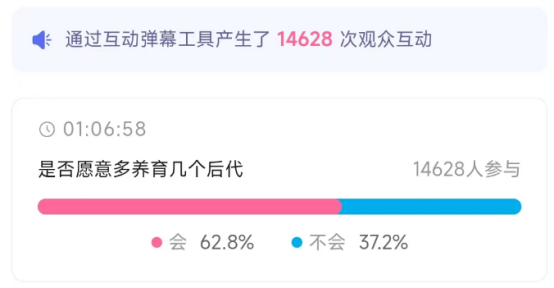 通过互动弹幕工具产生了 14628 次观众互动
01:06:58
是否愿意多养育几个后代 14628人参与
会 62.8% 不会 37.2%